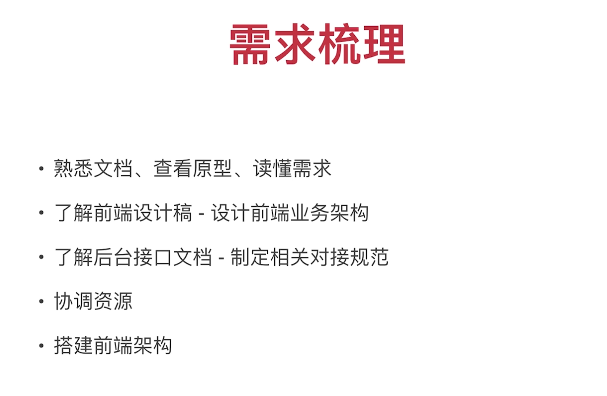 需求梳理
• 熟悉文档、查看原型、读懂需求
• 了解前端设计稿 - 设计前端业务架构
• 了解后台接口文档 - 制定相关对接规范
• 协调资源
• 搭建前端架构